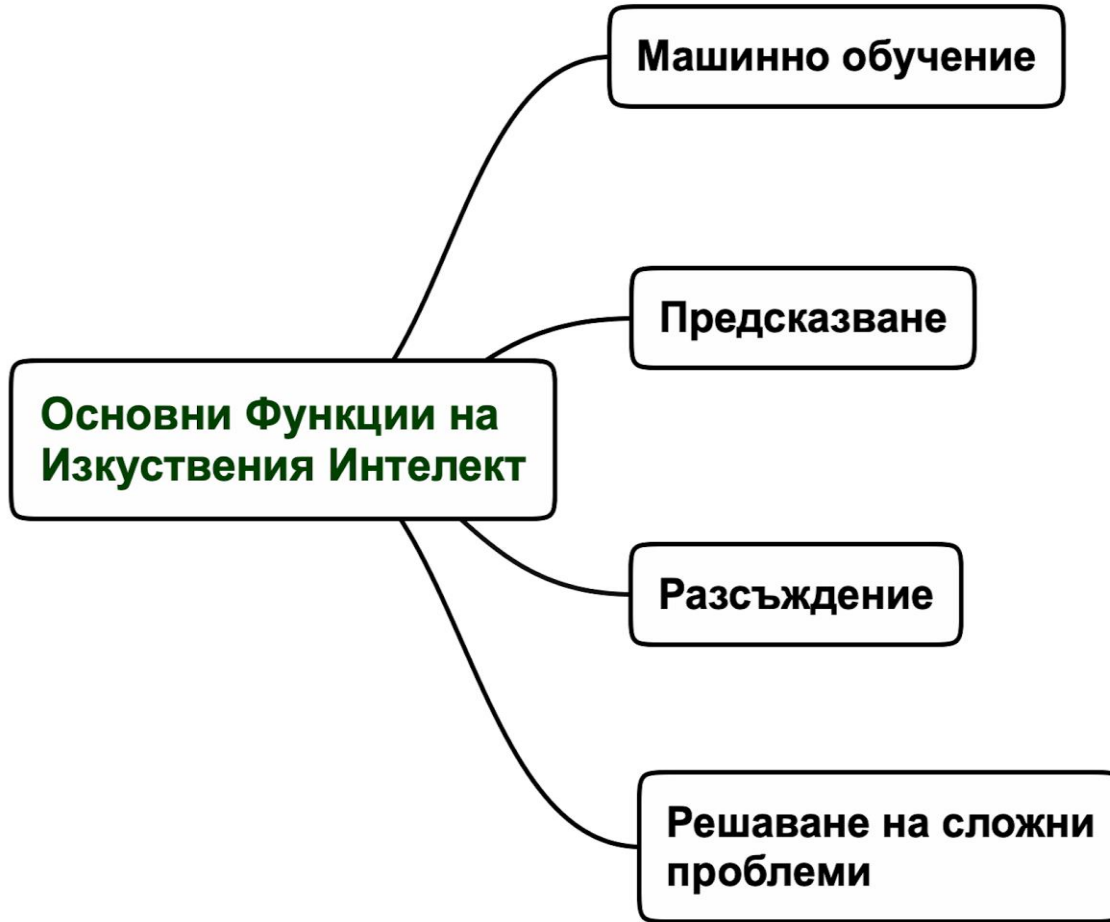 Машинно обучение
Предсказване
Основни Функции на
Изкуствения Интелект
Разсъждение
Решаване на сложни
проблеми